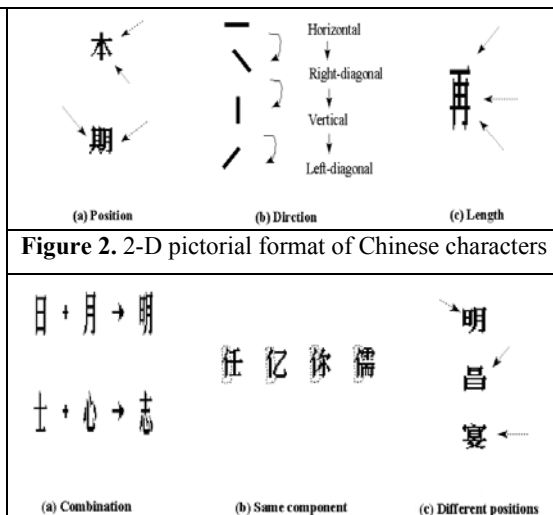 本
期
(a) Position
Horizontal
Right-diagonal
Vertical
Left-diagonal
(b) Dirction
再
(c) Length
Figure 2. 2-D pictorial format of Chinese characters
日 + 月 → 明
士 + 心 → 志
(a) Combination
任 亿 你 儒
(b) Same component
明
昌
宴
(c) Different positions